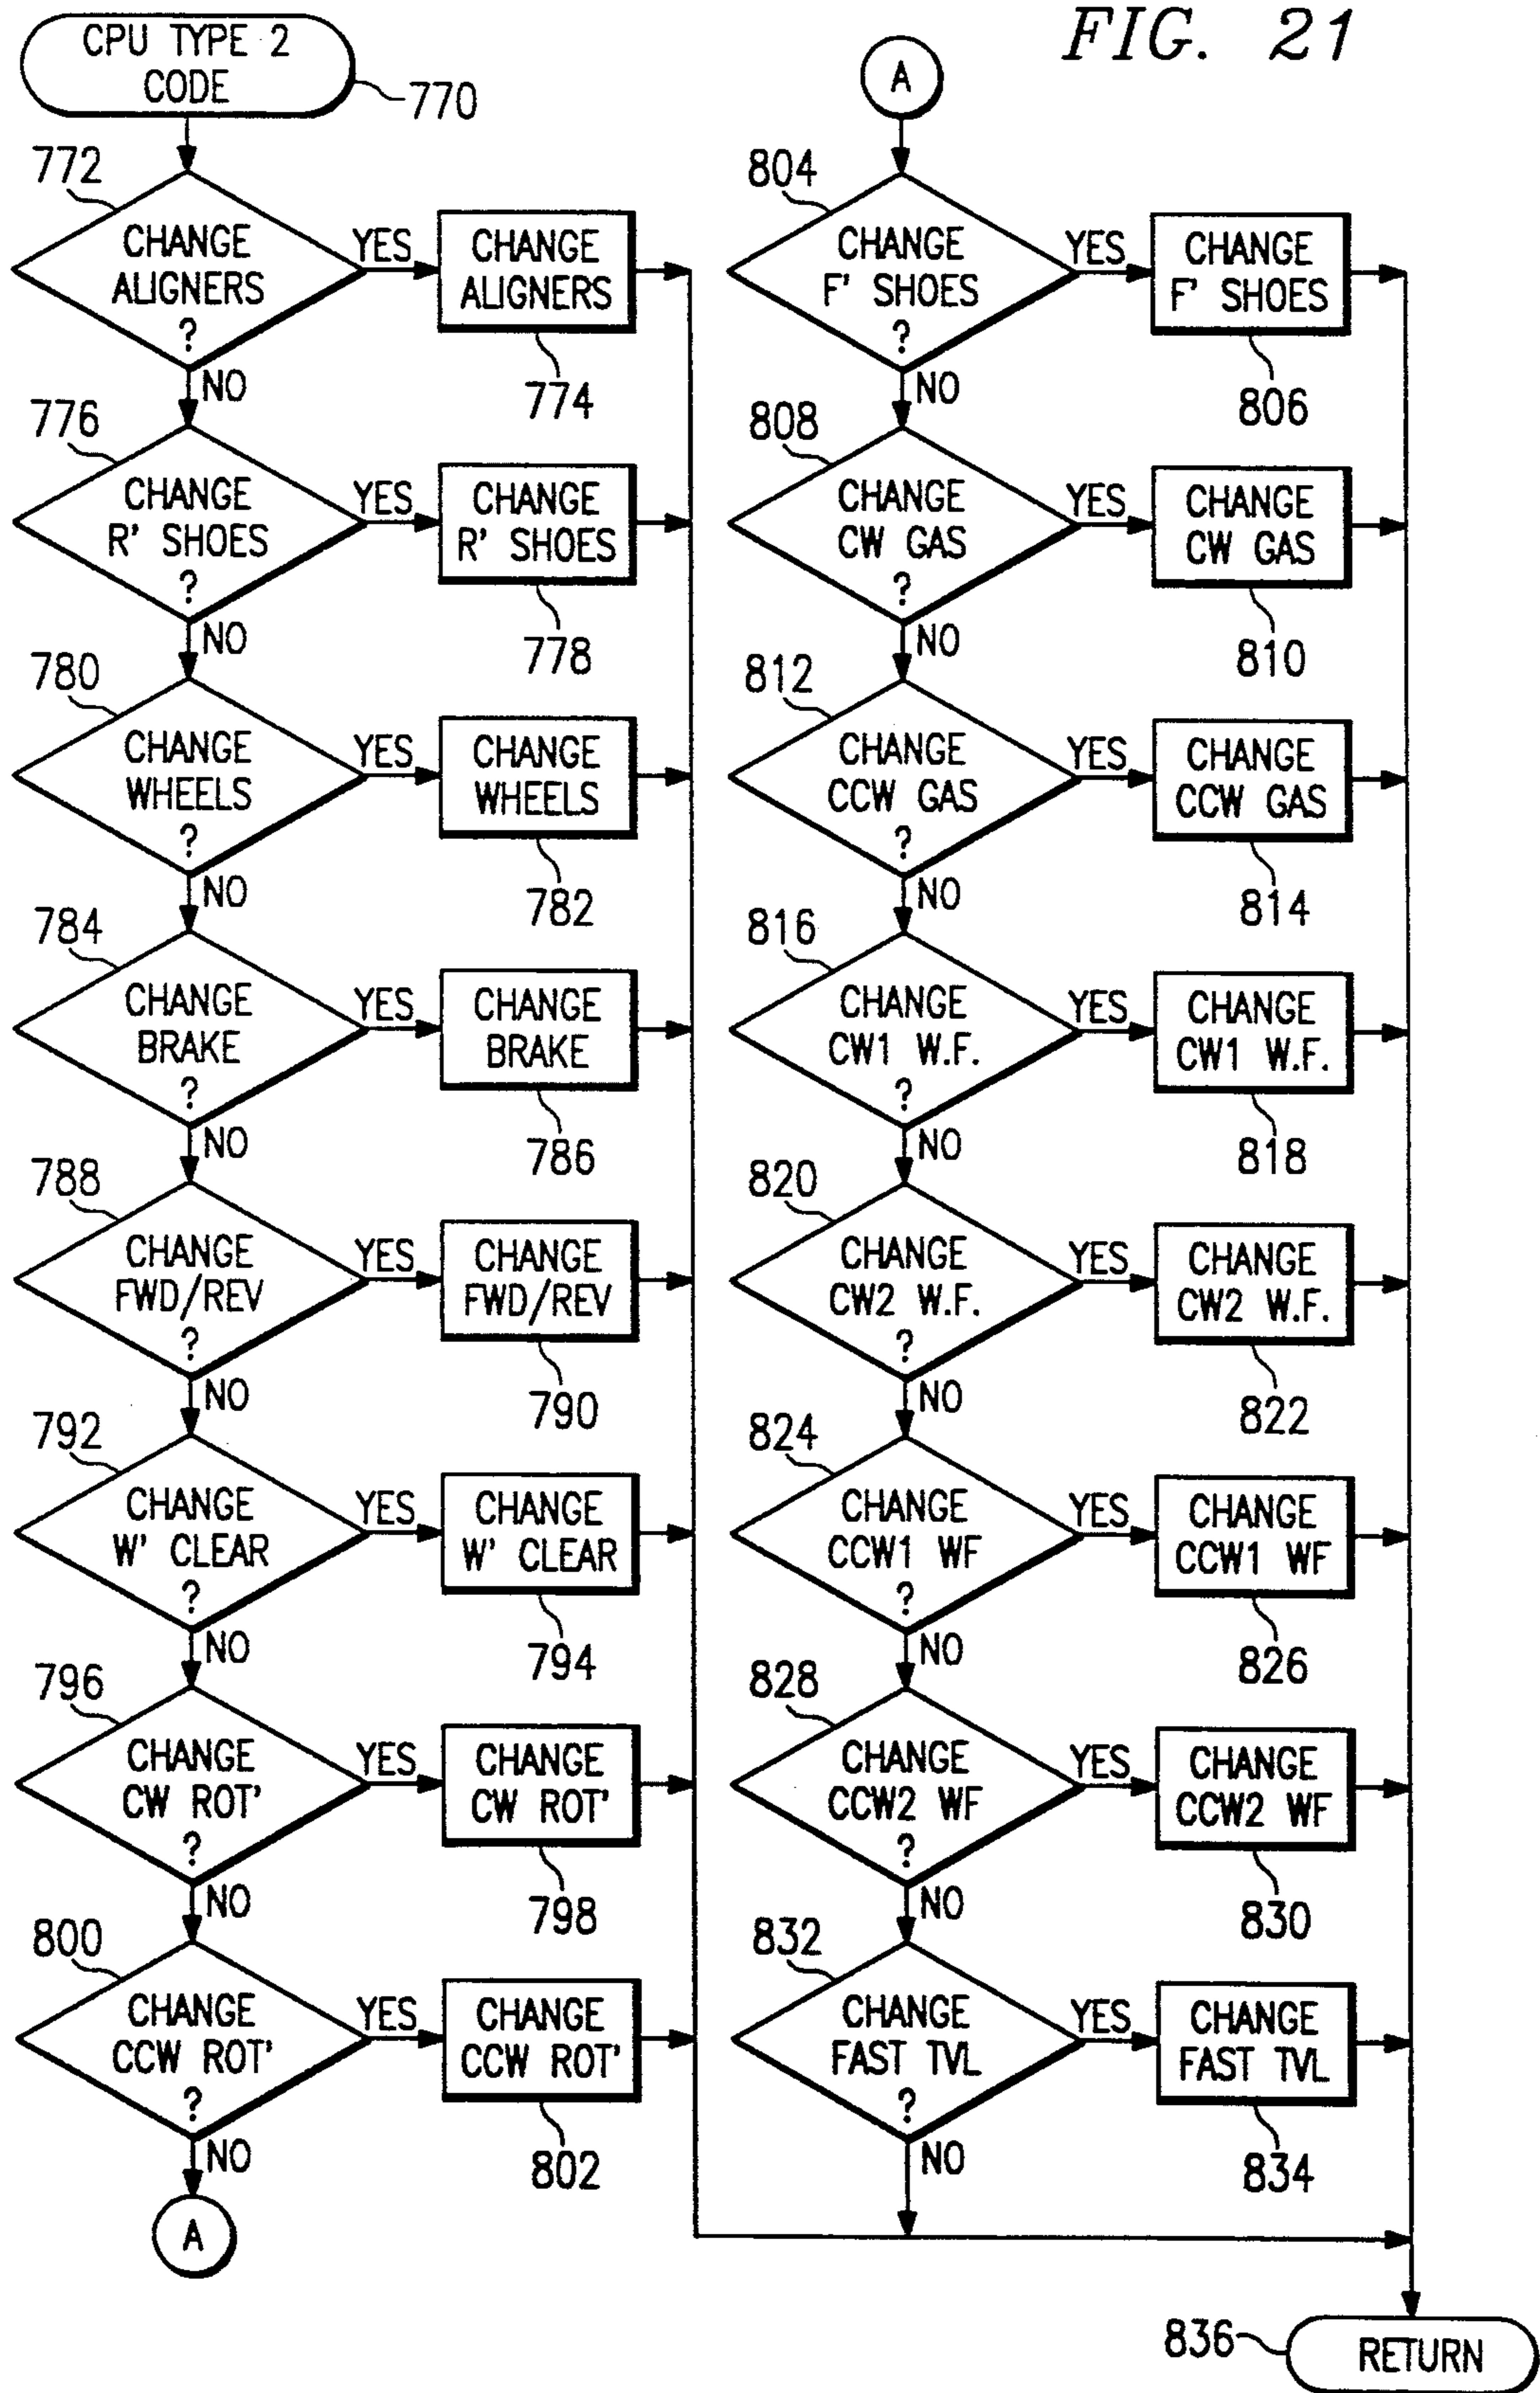 FIG. 21
CPU TYPE 2
CODE
770
772
CHANGE
ALIGNERS
?
YES
CHANGE
ALIGNERS
774
NO
776
CHANGE
R' SHOES
?
YES
CHANGE
R' SHOES
778
NO
780
CHANGE
WHEELS
?
YES
CHANGE
WHEELS
782
NO
784
CHANGE
BRAKE
?
YES
CHANGE
BRAKE
786
NO
788
CHANGE
FWD/REV
?
YES
CHANGE
FWD/REV
790
NO
792
CHANGE
W' CLEAR
?
YES
CHANGE
W' CLEAR
794
NO
796
CHANGE
CW ROT'
?
YES
CHANGE
CW ROT'
798
NO
800
CHANGE
CCW ROT'
?
YES
CHANGE
CCW ROT'
802
NO
A
A
804
CHANGE
F' SHOES
?
YES
CHANGE
F' SHOES
806
NO
808
CHANGE
CW GAS
?
YES
CHANGE
CW GAS
810
NO
812
CHANGE
CCW GAS
?
YES
CHANGE
CCW GAS
814
NO
816
CHANGE
CW1 W.F.
?
YES
CHANGE
CW1 W.F.
818
NO
820
CHANGE
CW2 W.F.
?
YES
CHANGE
CW2 W.F.
822
NO
824
CHANGE
CCW1 WF
?
YES
CHANGE
CCW1 WF
826
NO
828
CHANGE
CCW2 WF
?
YES
CHANGE
CCW2 WF
830
NO
832
CHANGE
FAST TVL
?
YES
CHANGE
FAST TVL
834
NO
836
RETURN